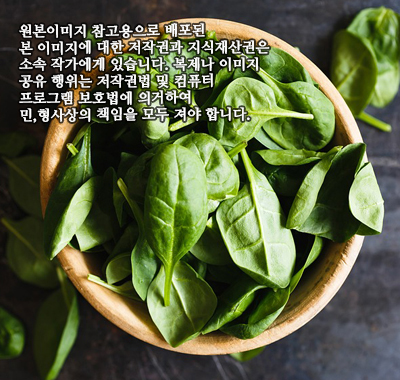 원본이미지 참고용으로 배포된
본 이미지에 대한 저작권과 지식재산권은
소속 작가에게 있습니다. 복제나 이미지
공유 행위는 저작권법 및 컴퓨터
프로그램 보호법에 의거하여
민,형사상의 책임을 모두 져야 합니다.